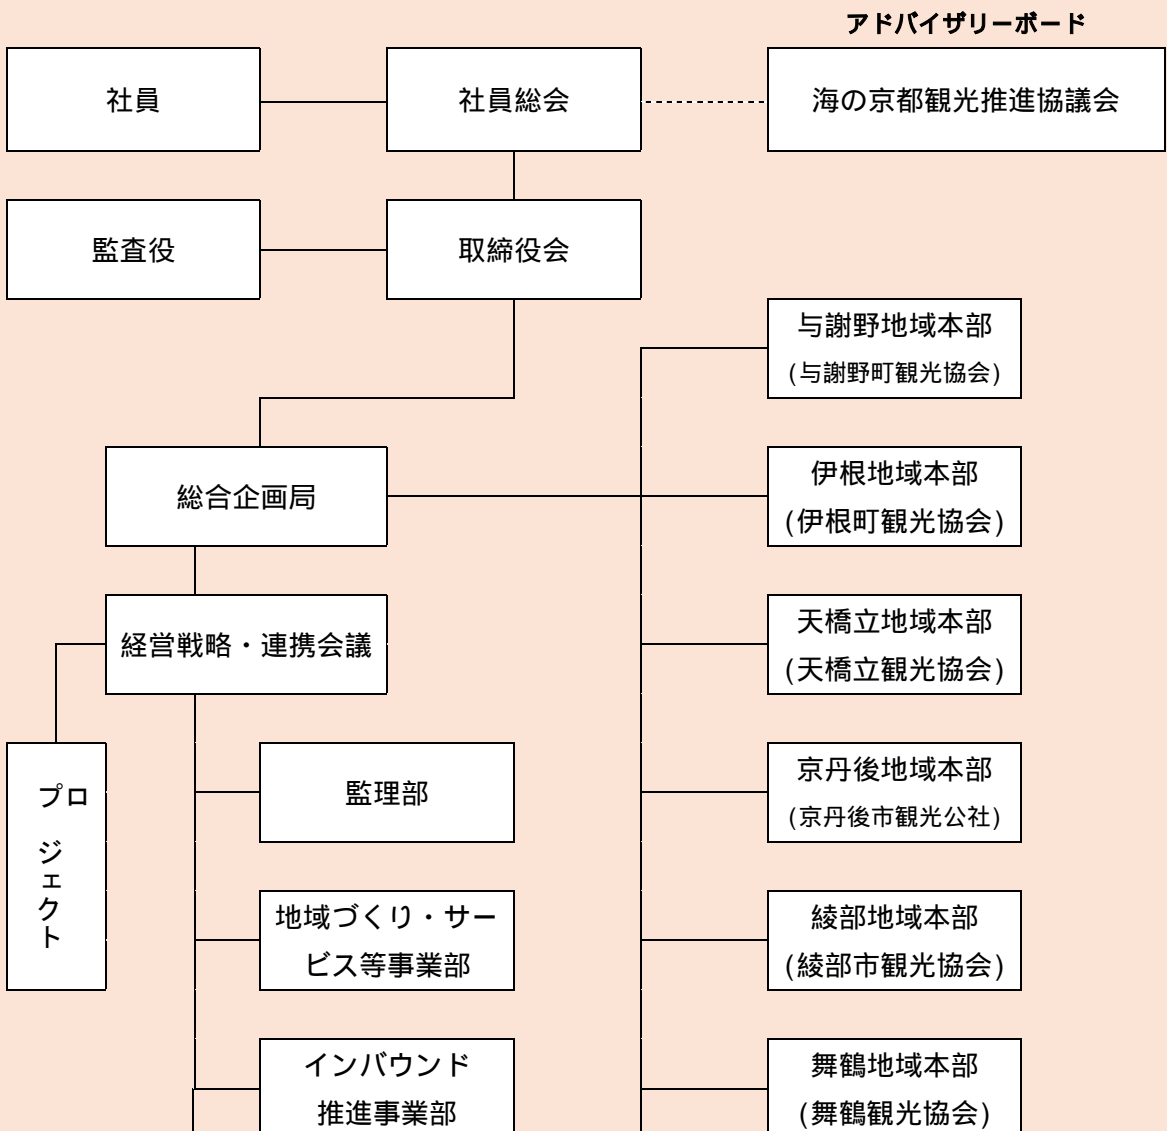 アドバイザリーボード
社員
社員総会
海の京都観光推進協議会
監査役
取締役会
与謝野地域本部
(与謝野町観光協会)
総合企画局
伊根地域本部
(伊根町観光協会)
経営戦略・連携会議
天橋立地域本部
(天橋立観光協会)
プロ
ジェクト
監理部
京丹後地域本部
(京丹後市観光公社)
地域づくり・サー
ビス等事業部
綾部地域本部
(綾部市観光協会)
インバウンド
推進事業部
舞鶴地域本部
(舞鶴観光協会)